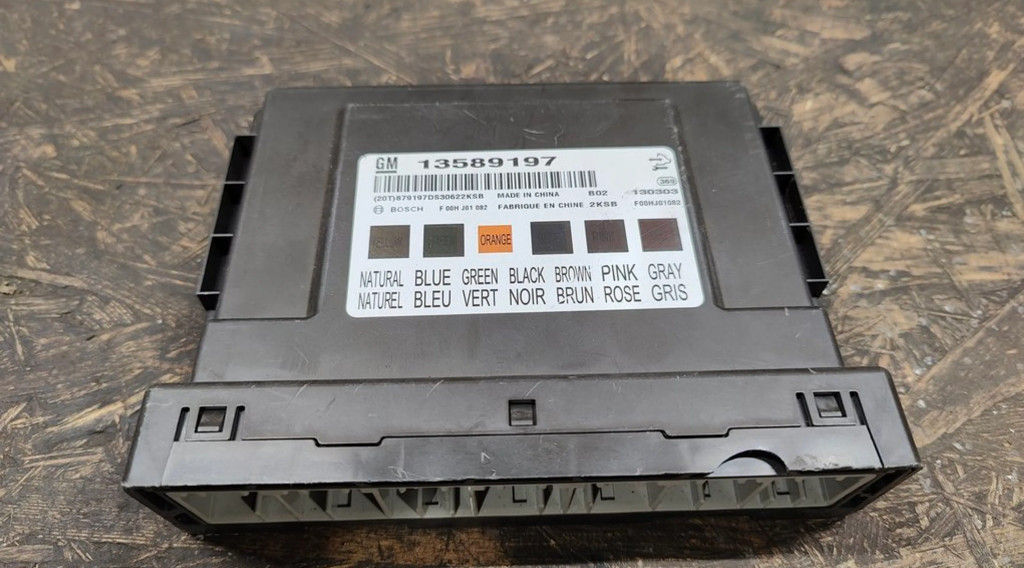 GM 13589197
369
(20T)879197DS30622KSB MADE IN CHINA B02 130303
BOSCH F 00H J01 082 FABRIQUE EN CHINE 2KSB F00HJ01082
ORANGE
NATURAL BLUE GREEN BLACK BROWN PINK GRAY
NATUREL BLEU VERT NOIR BRUN ROSE GRIS